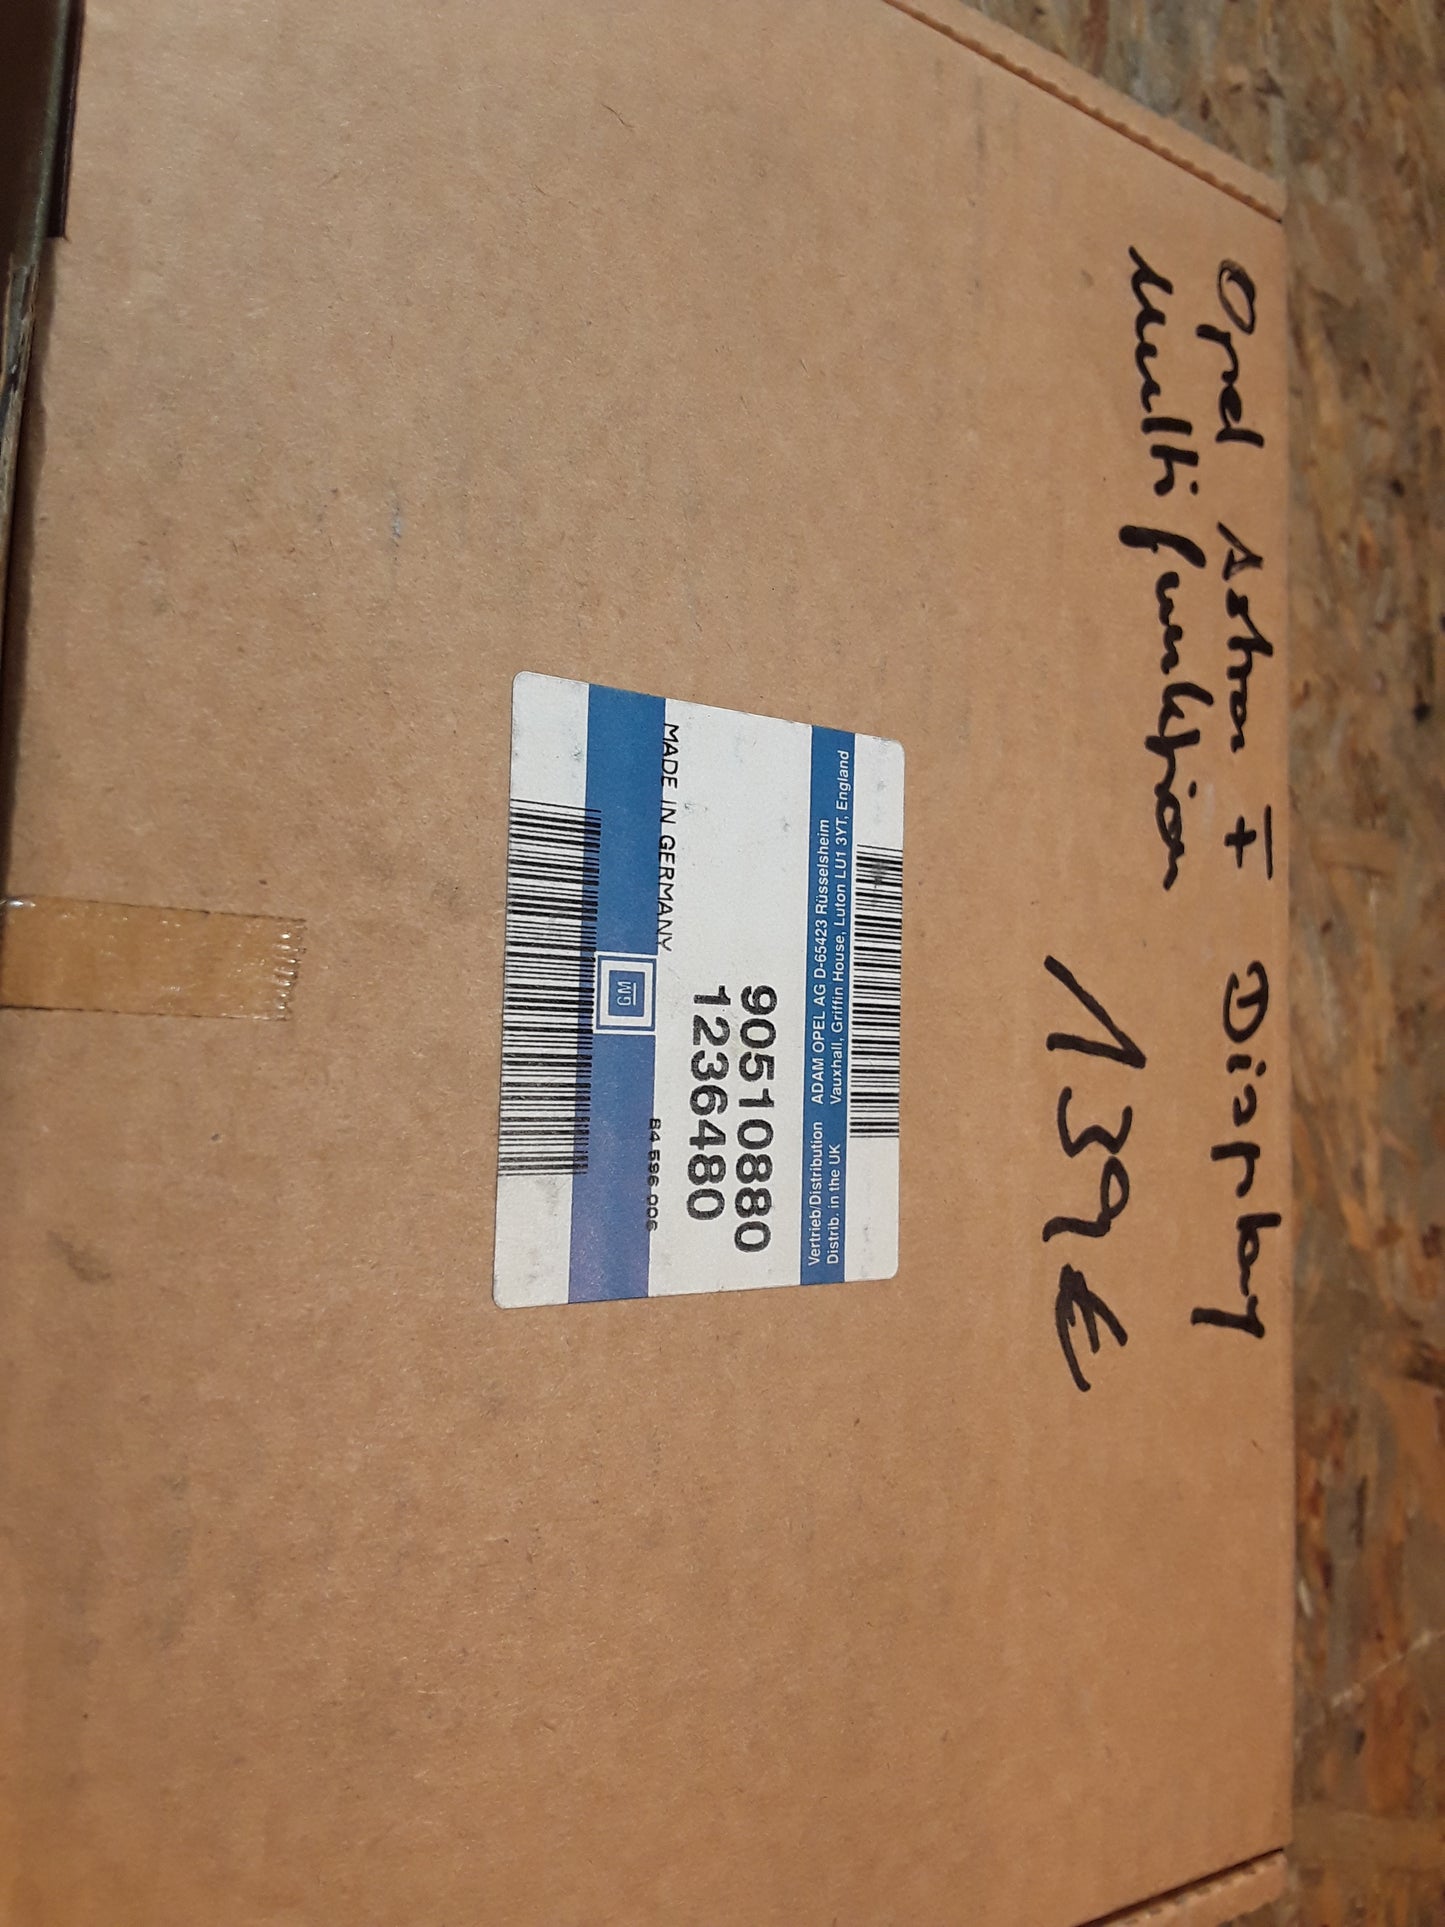 Opel Astra F Display
Multifunktion
139€
Vertrieb/Distribution ADAM OPEL AG D-65423 Rüsselsheim
Distrib. in the UK Vauxhall, Griffin House, Luton LU1 3YT, England
90510880
1236480
MADE IN GERMANY
GM